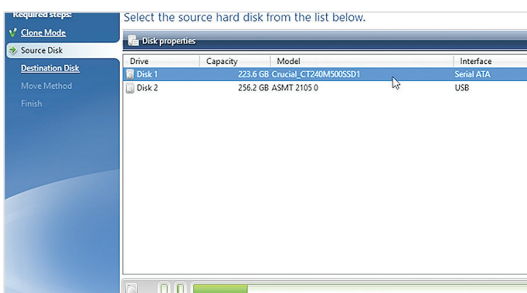 Required steps:
Select the source hard disk from the list below.
Clone Mode
Source Disk
Destination Disk
Move Method
Finish
Disk properties
Drive Capacity Model Interface
Disk 1 223.6 GB Crucial_CT240M500SSD1 Serial ATA
Disk 2 256.2 GB ASMT 2105 0 USB